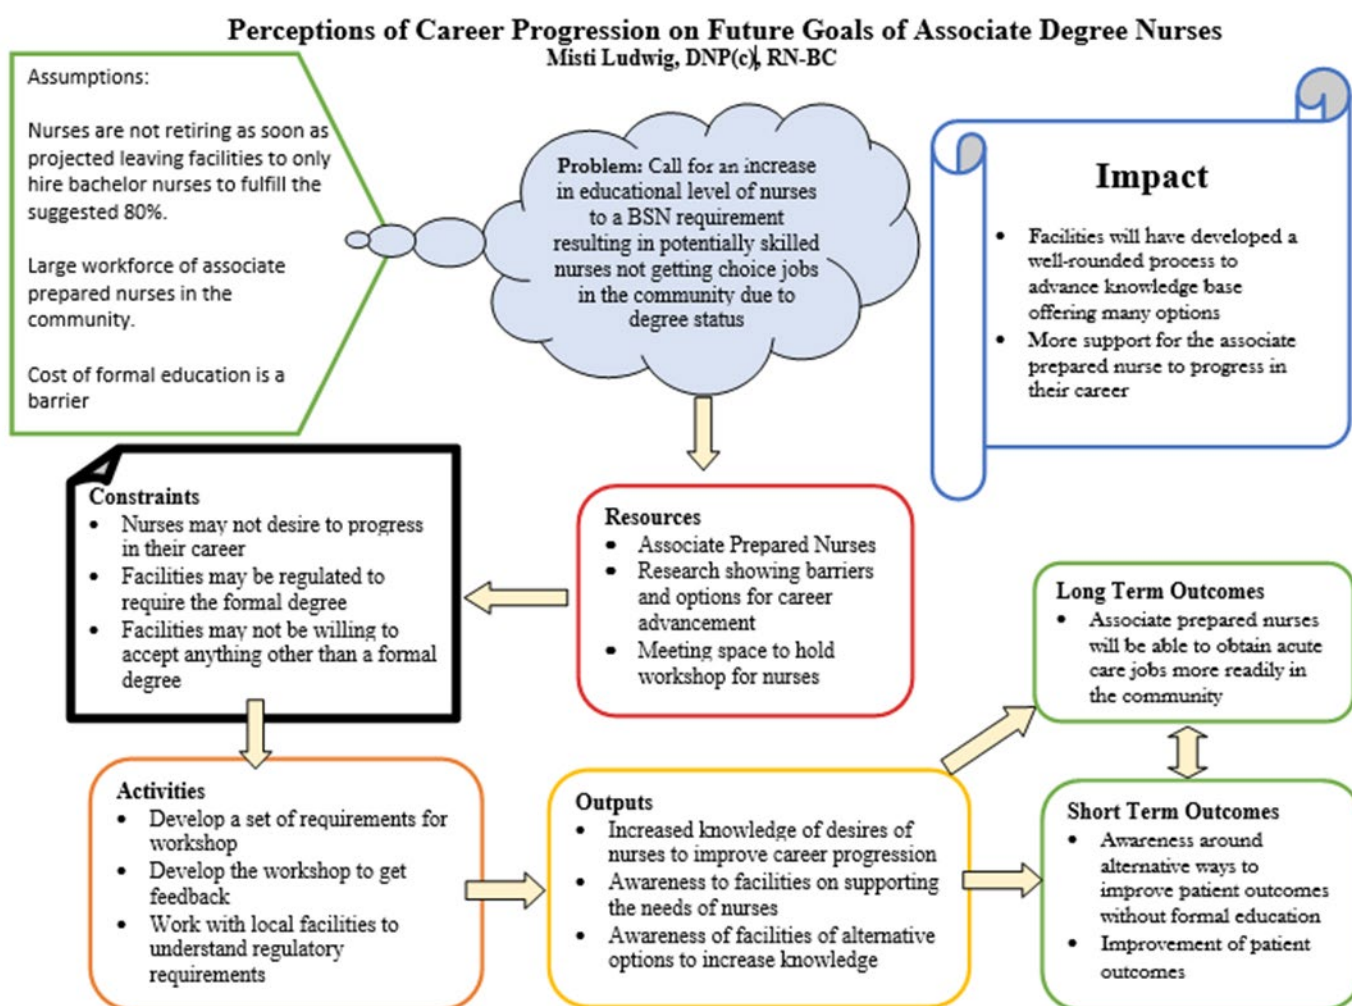 Perceptions of Career Progression on Future Goals of Associate Degree Nurses
Misti Ludwig, DNP(c), RN-BC
Assumptions:
Nurses are not retiring as soon as
projected leaving facilities to only
hire bachelor nurses to fulfill the
suggested 80%.
Large workforce of associate
prepared nurses in the
community.
Cost of formal education is a
barrier
Problem: Call for an increase
in educational level of nurses
to a BSN requirement
resulting in potentially skilled
nurses not getting choice jobs
in the community due to
degree status
Impact
• Facilities will have developed a
well-rounded process to
advance knowledge base
offering many options
• More support for the associate
prepared nurse to progress in
their career
Resources
• Associate Prepared Nurses
• Research showing barriers
and options for career
advancement
• Meeting space to hold
workshop for nurses
Constraints
• Nurses may not desire to progress
in their career
• Facilities may be regulated to
require the formal degree
• Facilities may not be willing to
accept anything other than a formal
degree
Activities
• Develop a set of requirements for
workshop
• Develop the workshop to get
feedback
• Work with local facilities to
understand regulatory
requirements
Outputs
• Increased knowledge of desires of
nurses to improve career progression
• Awareness to facilities on supporting
the needs of nurses
• Awareness of facilities of alternative
options to increase knowledge
Long Term Outcomes
• Associate prepared nurses
will be able to obtain acute
care jobs more readily in
the community
Short Term Outcomes
• Awareness around
alternative ways to
improve patient outcomes
without formal education
• Improvement of patient
outcomes